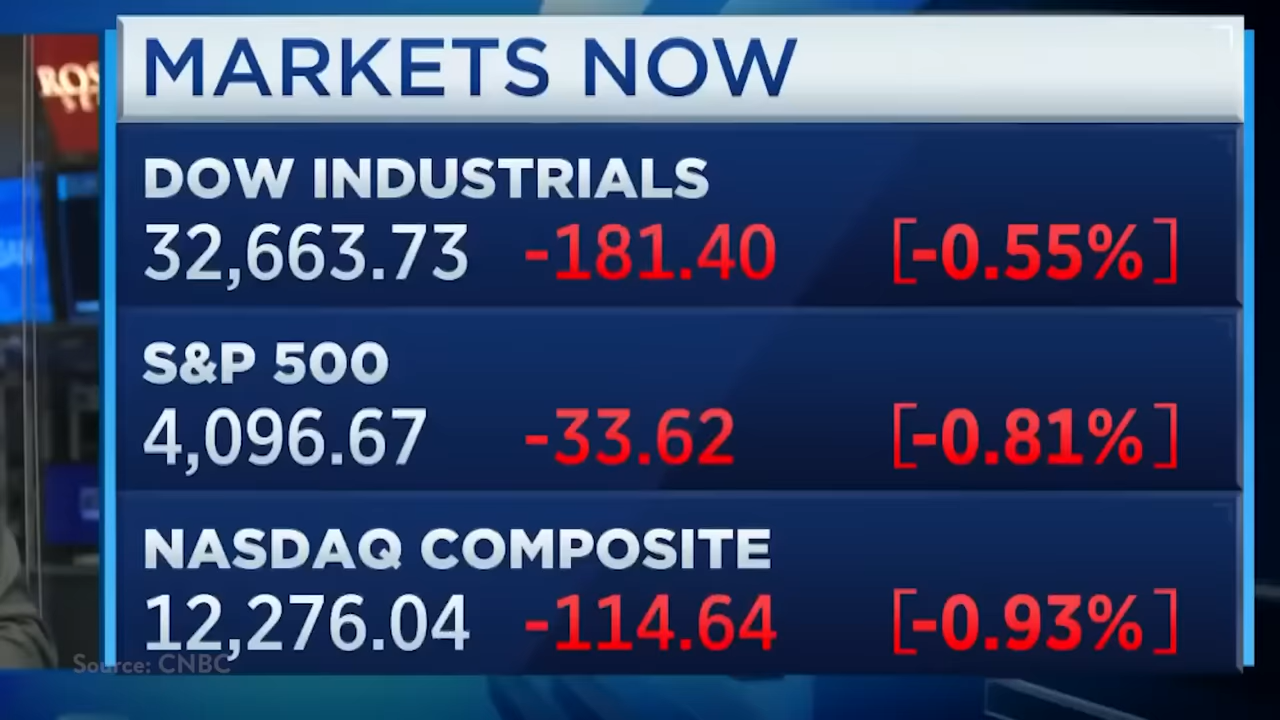 MARKETS NOW
DOW INDUSTRIALS
32,663.73 -181.40 [-0.55%]
S&P 500
4,096.67 -33.62 [-0.81%]
NASDAQ COMPOSITE
12,276.04 -114.64 [-0.93%]
Source: CNBC